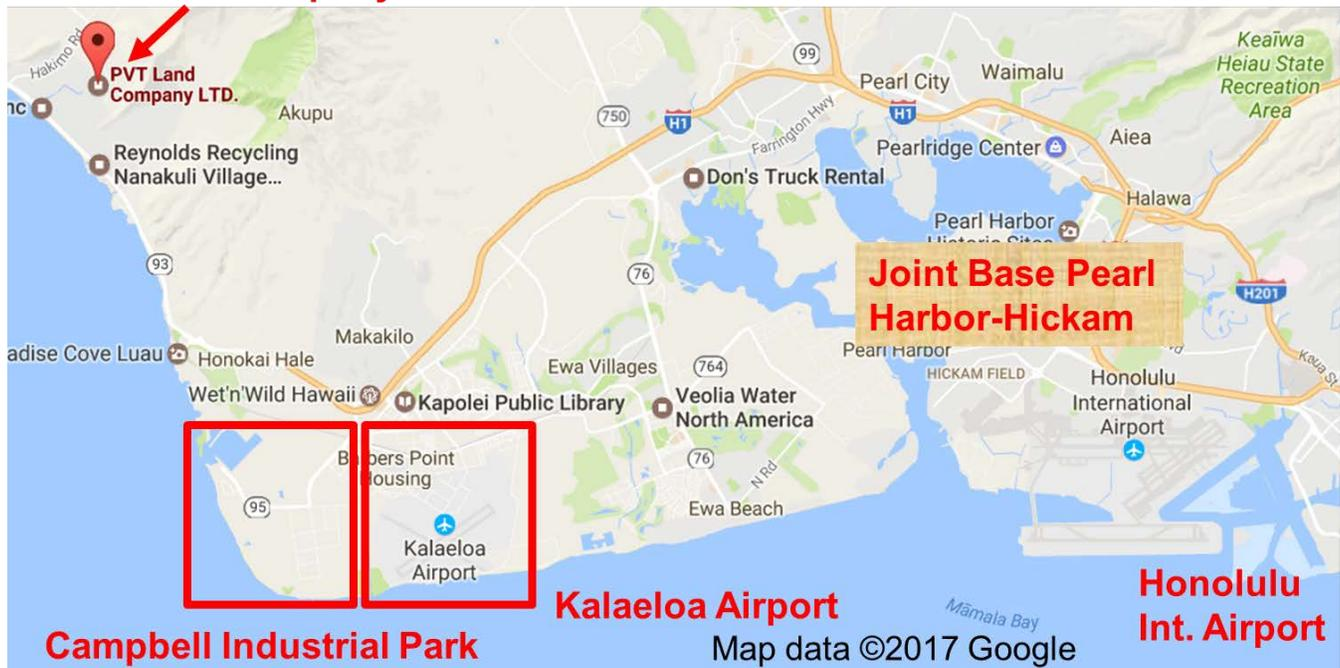 99
Keaīwa
Heiau State
Recreation
Area
Hakimo Rd
PVT Land
Company LTD.
Pearl City
Waimalu
nc
Akupu
750
H1
H1
Farrington Hwy
Pearlridge Center
Aiea
Reynolds Recycling
Nanakuli Village...
Don's Truck Rental
Halawa
Pearl Harbor
93
76
Joint Base Pearl
Harbor-Hickam
H201
Makakilo
adise Cove Luau
Honokai Hale
Ewa Villages
764
Pearl Harbor
HICKAM FIELD
Honolulu
International
Airport
Wet'n'Wild Hawaii
Kapolei Public Library
Veolia Water
North America
Barbers Point
Housing
76
N Rd
95
Ewa Beach
Kalaeloa
Airport
Kalaeloa Airport
Māmala Bay
Honolulu
Int. Airport
Campbell Industrial Park
Map data ©2017 Google